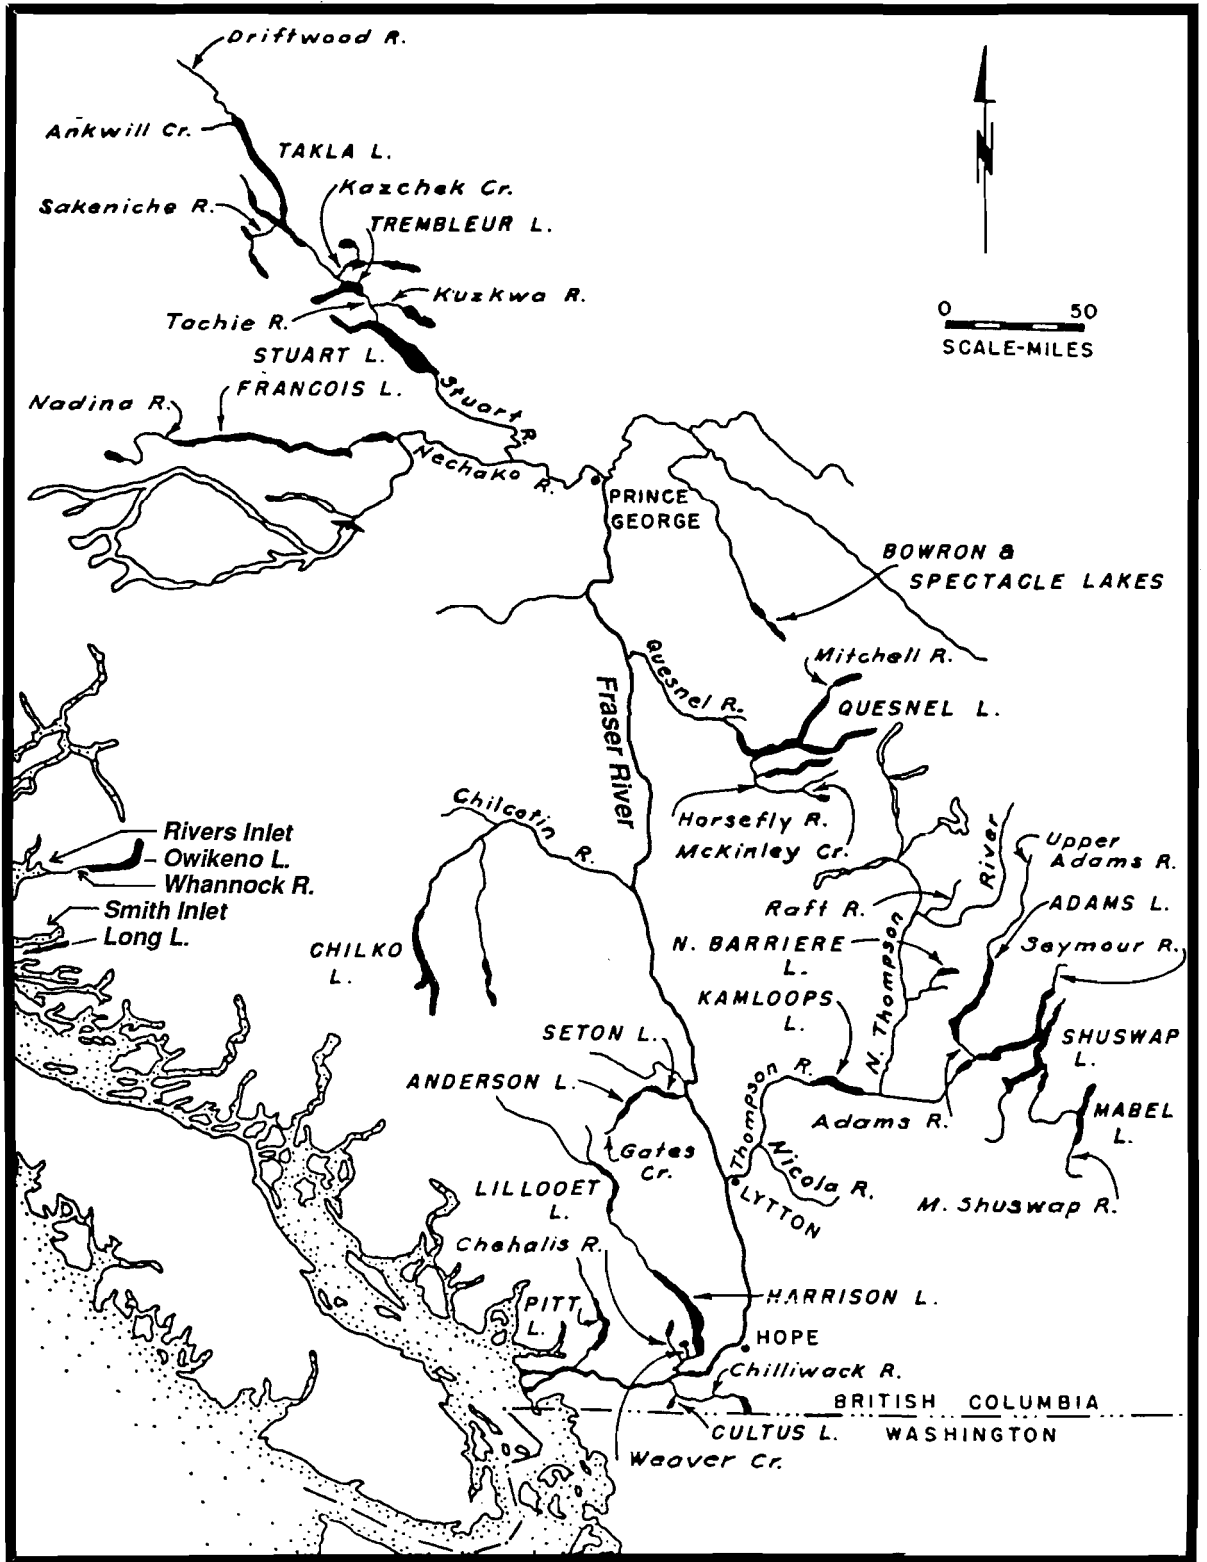 Driftwood R.
Ankwill Cr.
TAKLA L.
Kazchek Cr.
Sakeniche R.
TREMBLEUR L.
Kuzkwa R.
Tachie R.
STUART L.
Stuart R.
FRANCOIS L.
Nadina R.
Nechako R.
0 50
SCALE-MILES
N
PRINCE
GEORGE
BOWRON &
SPECTACLE LAKES
Mitchell R.
Quesnel R.
QUESNEL L.
Fraser River
Horsefly R.
McKinley Cr.
Chilcotin R.
Rivers Inlet
Owikeno L.
Whannock R.
Smith Inlet
Long L.
CHILKO
L.
River
Upper
Adams R.
Raft R.
ADAMS L.
N. BARRIERE
L.
Seymour R.
N. Thompson
KAMLOOPS
L.
SHUSWAP
L.
SETON L.
ANDERSON L.
Thompson R.
Adams R.
MABEL
L.
Gates
Cr.
Nicola R.
LYTTON
M. Shuswap R.
LILLOOET
L.
Chehalis R.
PITT
L.
HARRISON L.
HOPE
Chilliwack R.
BRITISH COLUMBIA
CULTUS L.
WASHINGTON
Weaver Cr.